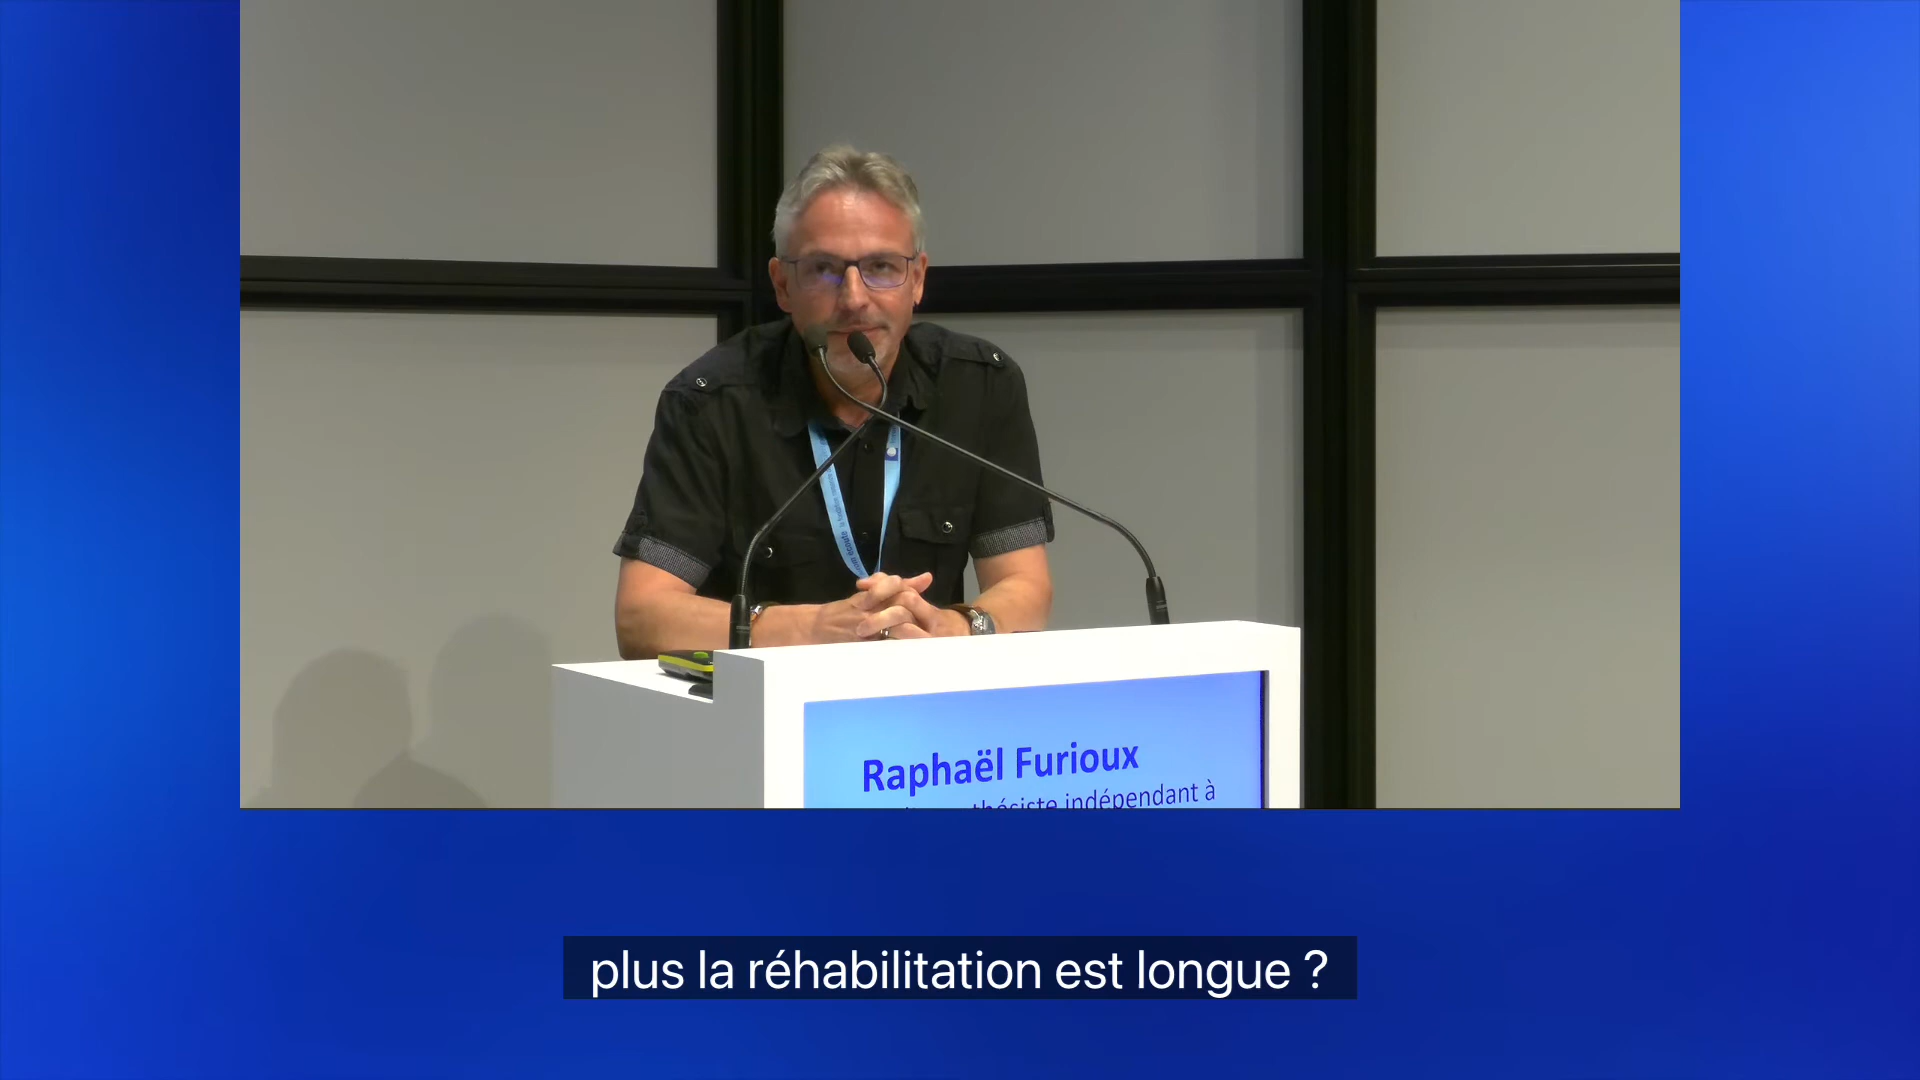 Raphaël Furioux
indépendant à
plus la réhabilitation est longue ?